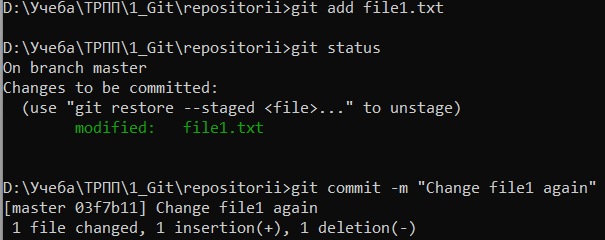 D:\Учеба\ТРПП\1_Git\repositorii>git add file1.txt
D:\Учеба\ТРПП\1_Git\repositorii>git status
On branch master
Changes to be committed:
  (use "git restore --staged <file>..." to unstage)
        modified:   file1.txt
D:\Учеба\ТРПП\1_Git\repositorii>git commit -m "Change file1 again"
[master 03f7b11] Change file1 again
 1 file changed, 1 insertion(+), 1 deletion(-)